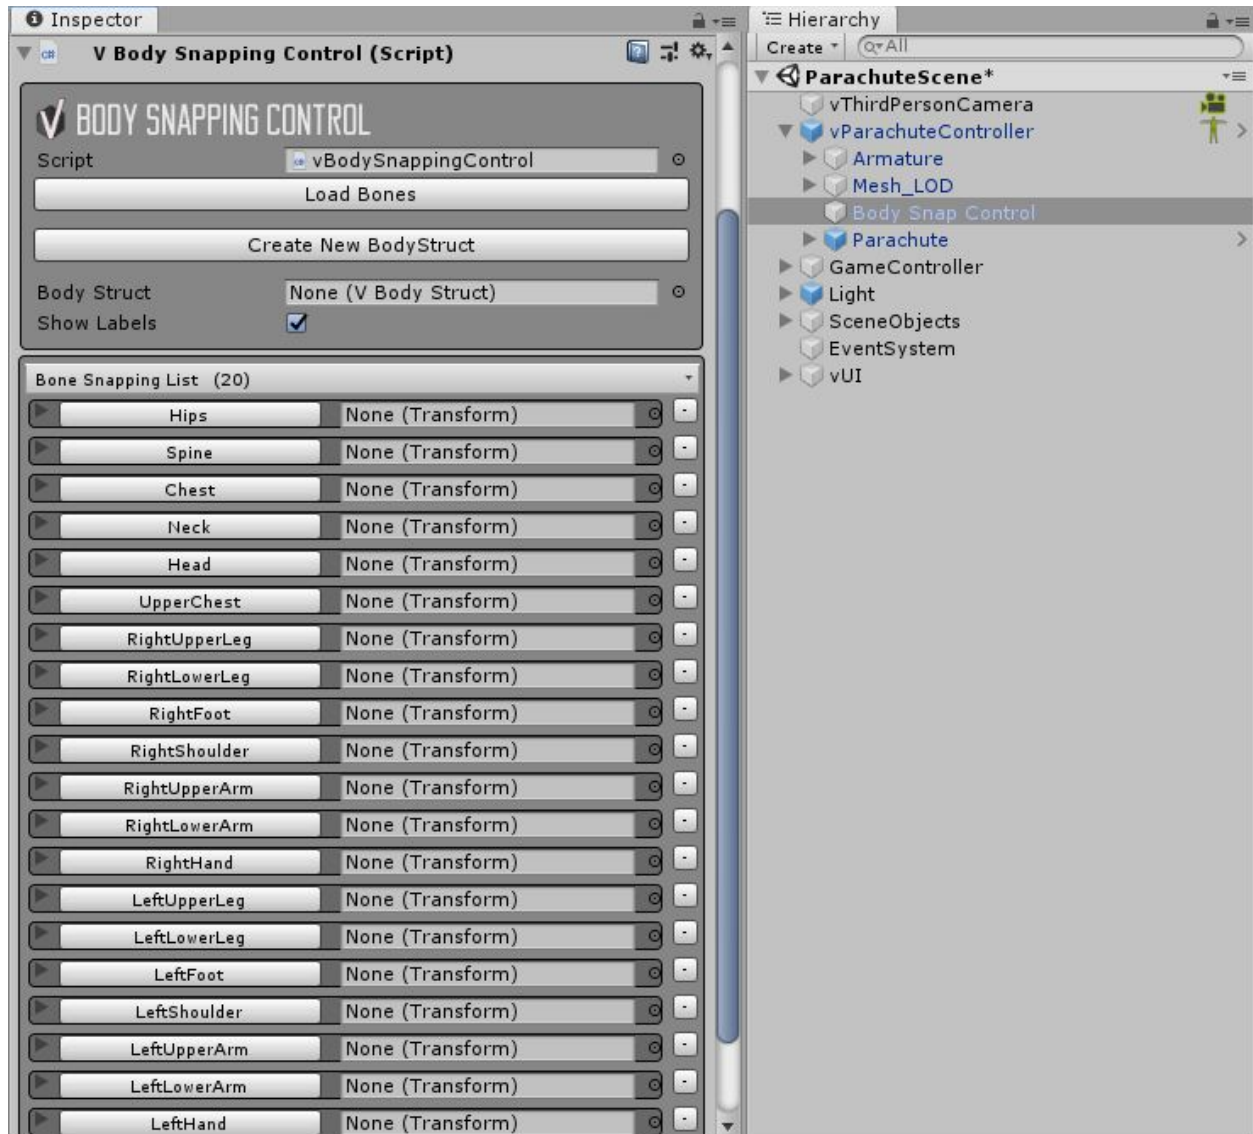 Inspector
V Body Snapping Control (Script)
BODY SNAPPING CONTROL
Script vBodySnappingControl
Load Bones
Create New BodyStruct
Body Struct None (V Body Struct)
Show Labels
Bone Snapping List (20)
Hips None (Transform) -
Spine None (Transform) -
Chest None (Transform) -
Neck None (Transform) -
Head None (Transform) -
UpperChest None (Transform) -
RightUpperLeg None (Transform) -
RightLowerLeg None (Transform) -
RightFoot None (Transform) -
RightShoulder None (Transform) -
RightUpperArm None (Transform) -
RightLowerArm None (Transform) -
RightHand None (Transform) -
LeftUpperLeg None (Transform) -
LeftLowerLeg None (Transform) -
LeftFoot None (Transform) -
LeftShoulder None (Transform) -
LeftUpperArm None (Transform) -
LeftLowerArm None (Transform) -
LeftHand None (Transform) -
Hierarchy
Create All
ParachuteScene*
vThirdPersonCamera
vParachuteController
Armature
Mesh_LOD
Body Snap Control
Parachute
GameController
Light
SceneObjects
EventSystem
vUI